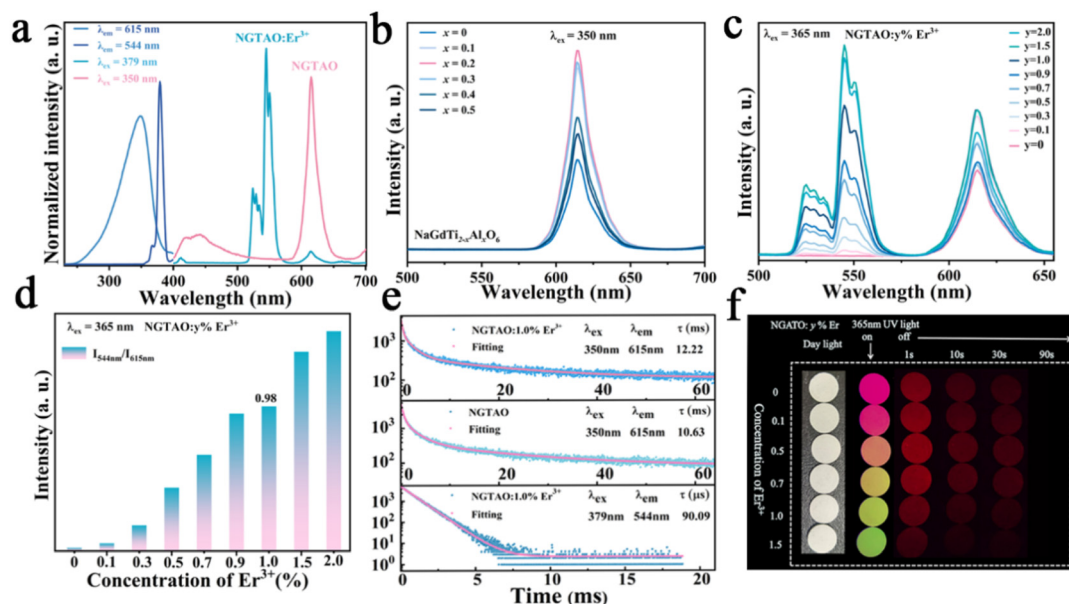 a
λem = 615 nm
λem = 544 nm
λex = 379 nm
λex = 350 nm
NGTAO:Er³⁺
NGTAO
Normalized intensity (a. u.)
300 400 500 600 700
Wavelength (nm)
b
x = 0
x = 0.1
x = 0.2
x = 0.3
x = 0.4
x = 0.5
λex = 350 nm
NaGdTi2-xAlxO6
Intensity (a. u.)
400 450 500 550 600 650 700
Wavelength (nm)
c
λex = 365 nm NGTAO:y% Er³⁺
y=2.0
y=1.5
y=1.0
y=0.9
y=0.7
y=0.5
y=0.3
y=0.1
y=0
Intensity (a. u.)
500 550 600 650
Wavelength (nm)
d
λex = 365 nm NGTAO:y% Er³⁺
I544nm/I615nm
0.98
Intensity (a. u.)
0 0.1 0.3 0.5 0.7 0.9 1.0 1.5 2.0
Concentration of Er³⁺(%)
e
NGTAO:1.0% Er³⁺ λex λem τ (ms)
Fitting 350nm 615nm 12.22
10³
10²
0 20 40 60
NGTAO λex λem τ (ms)
Fitting 350nm 615nm 10.63
10³
10²
0 20 40 60
NGTAO:1.0% Er³⁺ λex λem τ (μs)
Fitting 379nm 544nm 90.09
10³
10²
10¹
10⁰
0 5 10 15 20
Intensity (a. u.)
Time (ms)
f
NGATO: y % Er
365nm UV light
Day light on off
1s 10s 30s 90s
0
0.1
0.5
0.7
1.0
1.5
Concentration of Er³⁺